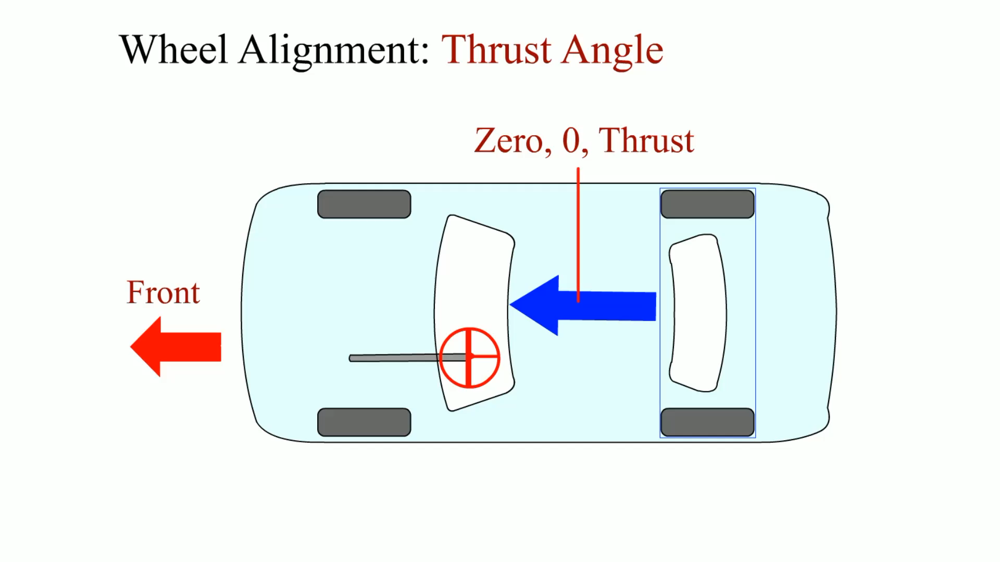 Wheel Alignment: Thrust Angle
Zero, 0, Thrust
Front